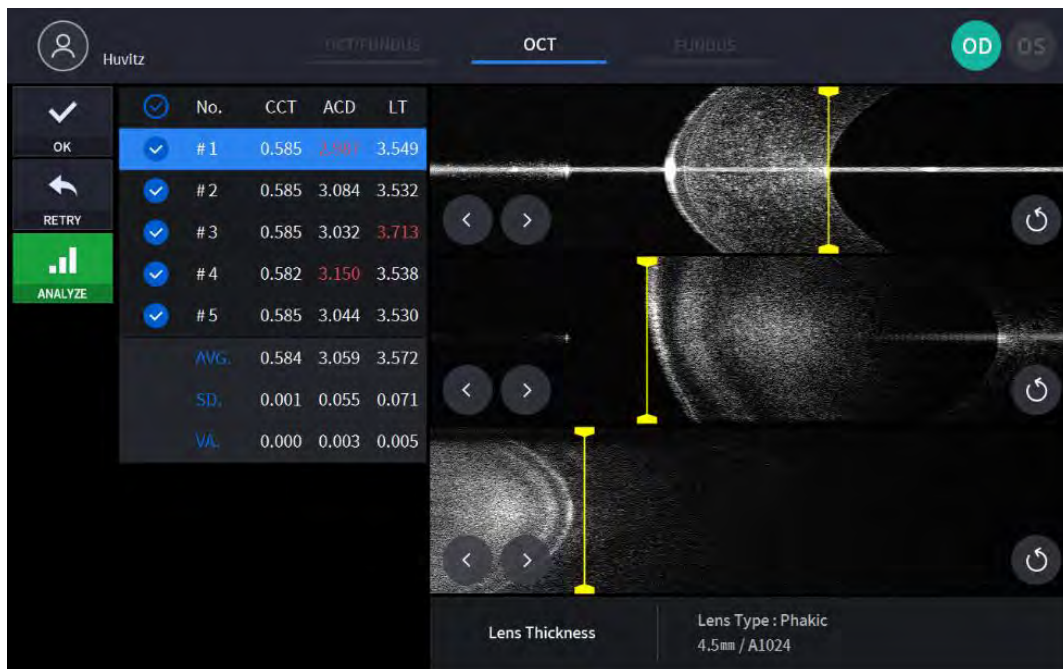 Huvitz
OCT/FUNDUS OCT FUNDUS
OD OS
OK
RETRY
ANALYZE
No. CCT ACD LT
#1 0.585 3.549
#2 0.585 3.084 3.532
#3 0.585 3.032 3.713
#4 0.582 3.150 3.538
#5 0.585 3.044 3.530
AVG. 0.584 3.059 3.572
SD. 0.001 0.055 0.071
VA. 0.000 0.003 0.005
Lens Thickness
Lens Type : Phakic
4.5mm / A1024